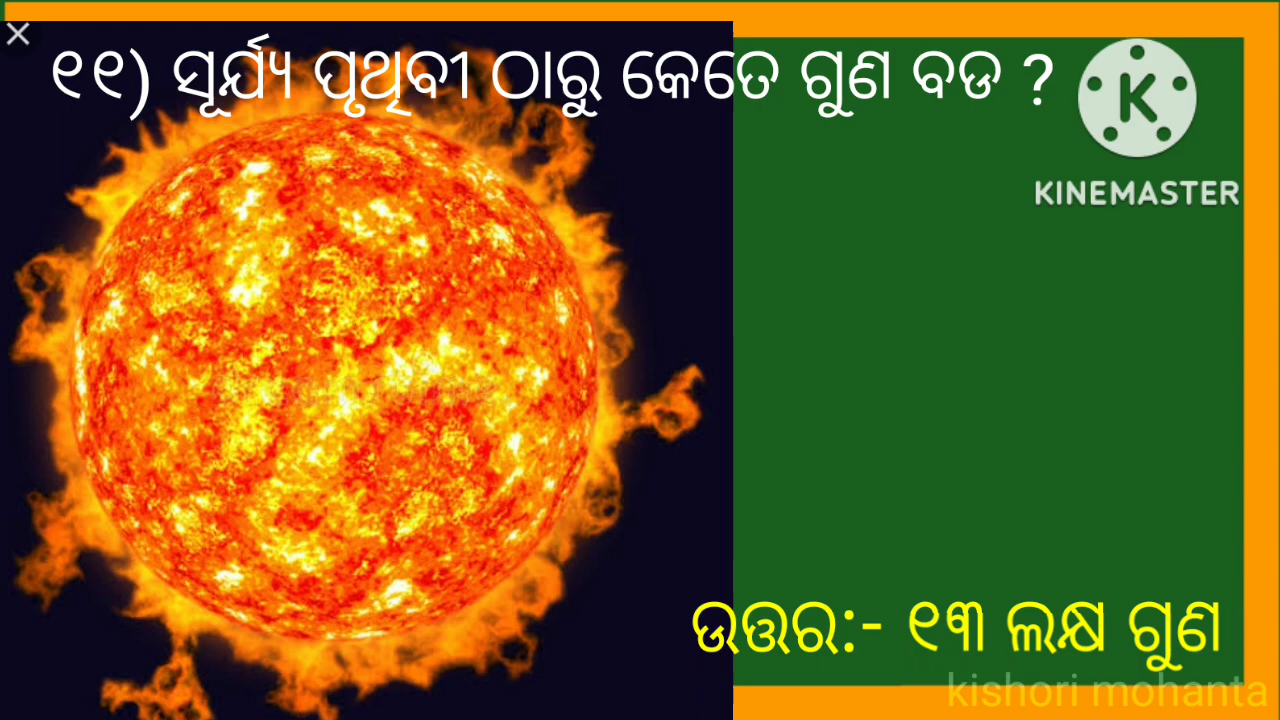 ୧୧) ସୂର୍ଯ୍ୟ ପୃଥିବୀ ଠାରୁ କେତେ ଗୁଣ ବଡ ?
K
KINEMASTER
ଉତ୍ତର:- ୧୩ ଲକ୍ଷ ଗୁଣ
kishori mohanta